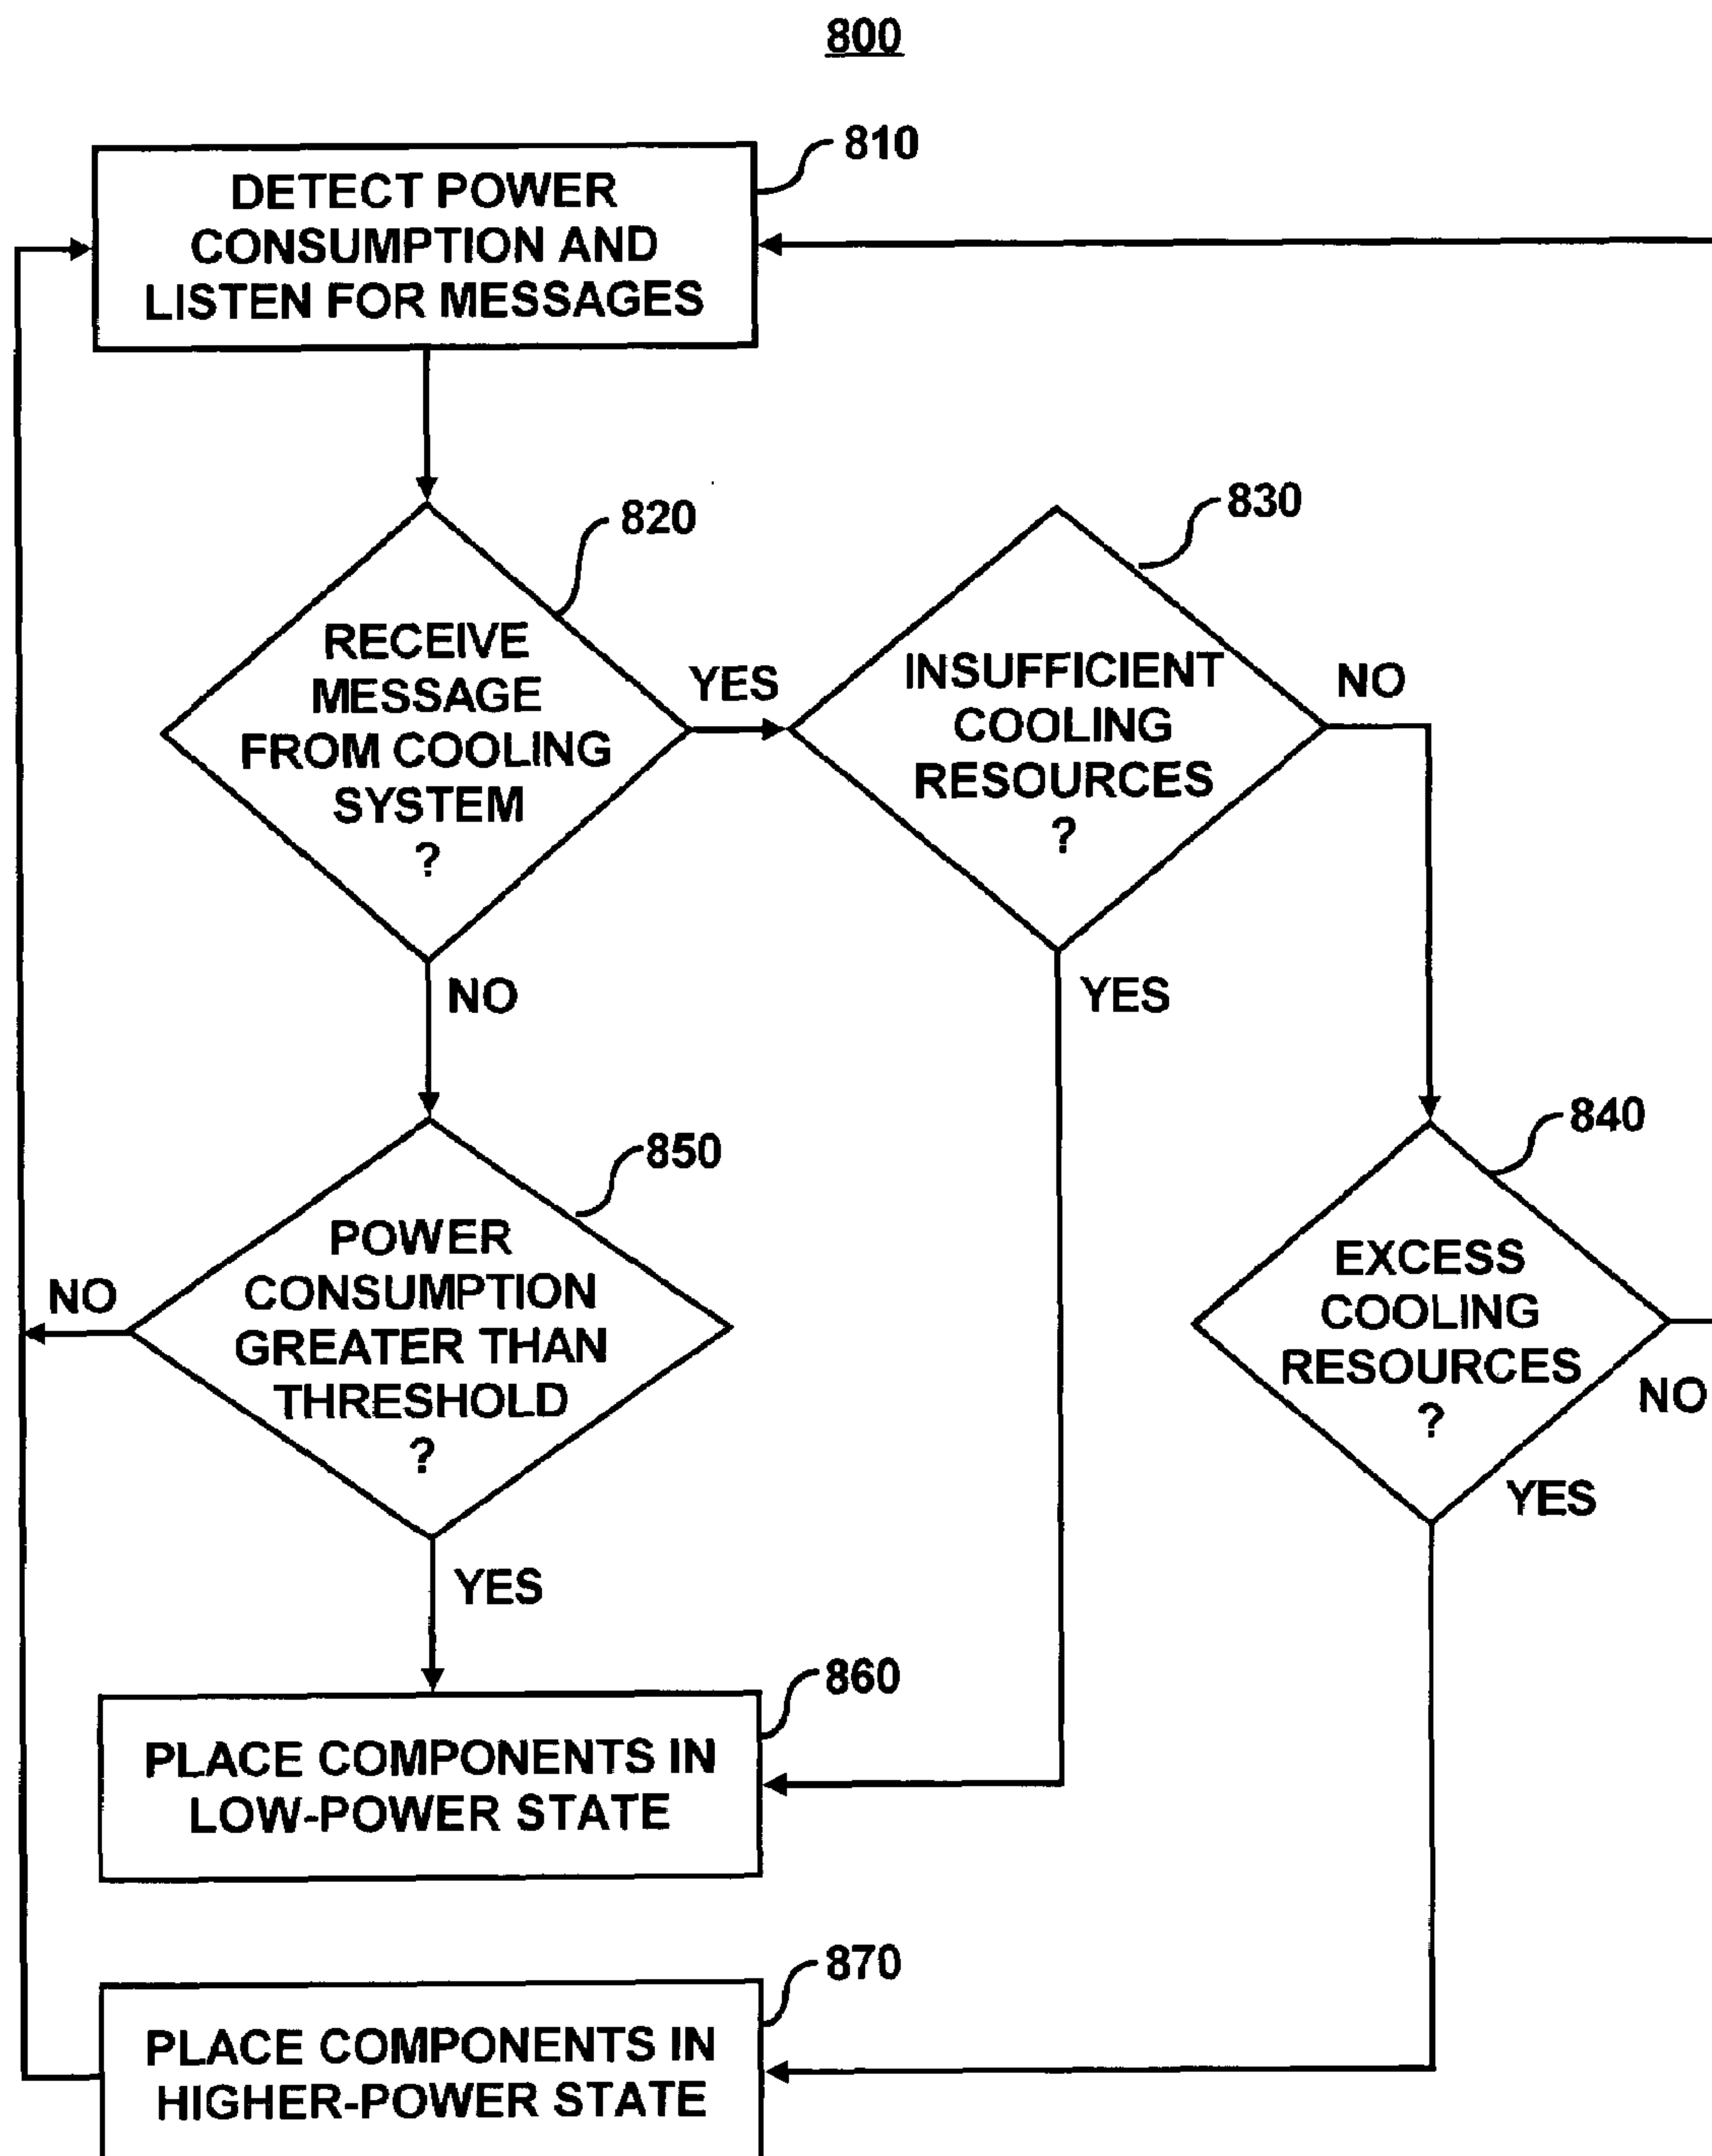 800
810
DETECT POWER
CONSUMPTION AND
LISTEN FOR MESSAGES
820
RECEIVE
MESSAGE
FROM COOLING
SYSTEM
?
YES
NO
830
INSUFFICIENT
COOLING
RESOURCES
?
NO
YES
840
EXCESS
COOLING
RESOURCES
?
NO
YES
850
POWER
CONSUMPTION
GREATER THAN
THRESHOLD
?
NO
YES
860
PLACE COMPONENTS IN
LOW-POWER STATE
870
PLACE COMPONENTS IN
HIGHER-POWER STATE